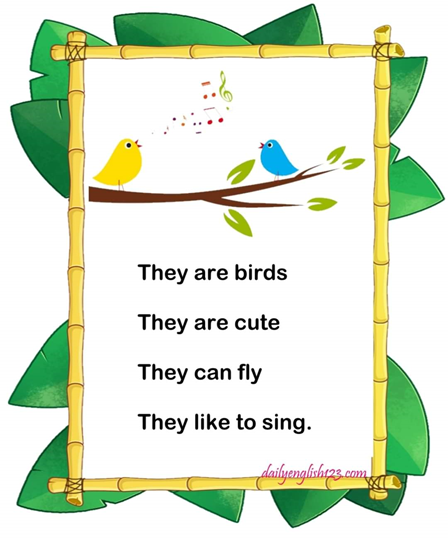 They are birds
They are cute
They can fly
They like to sing.
dailyenglish123.com